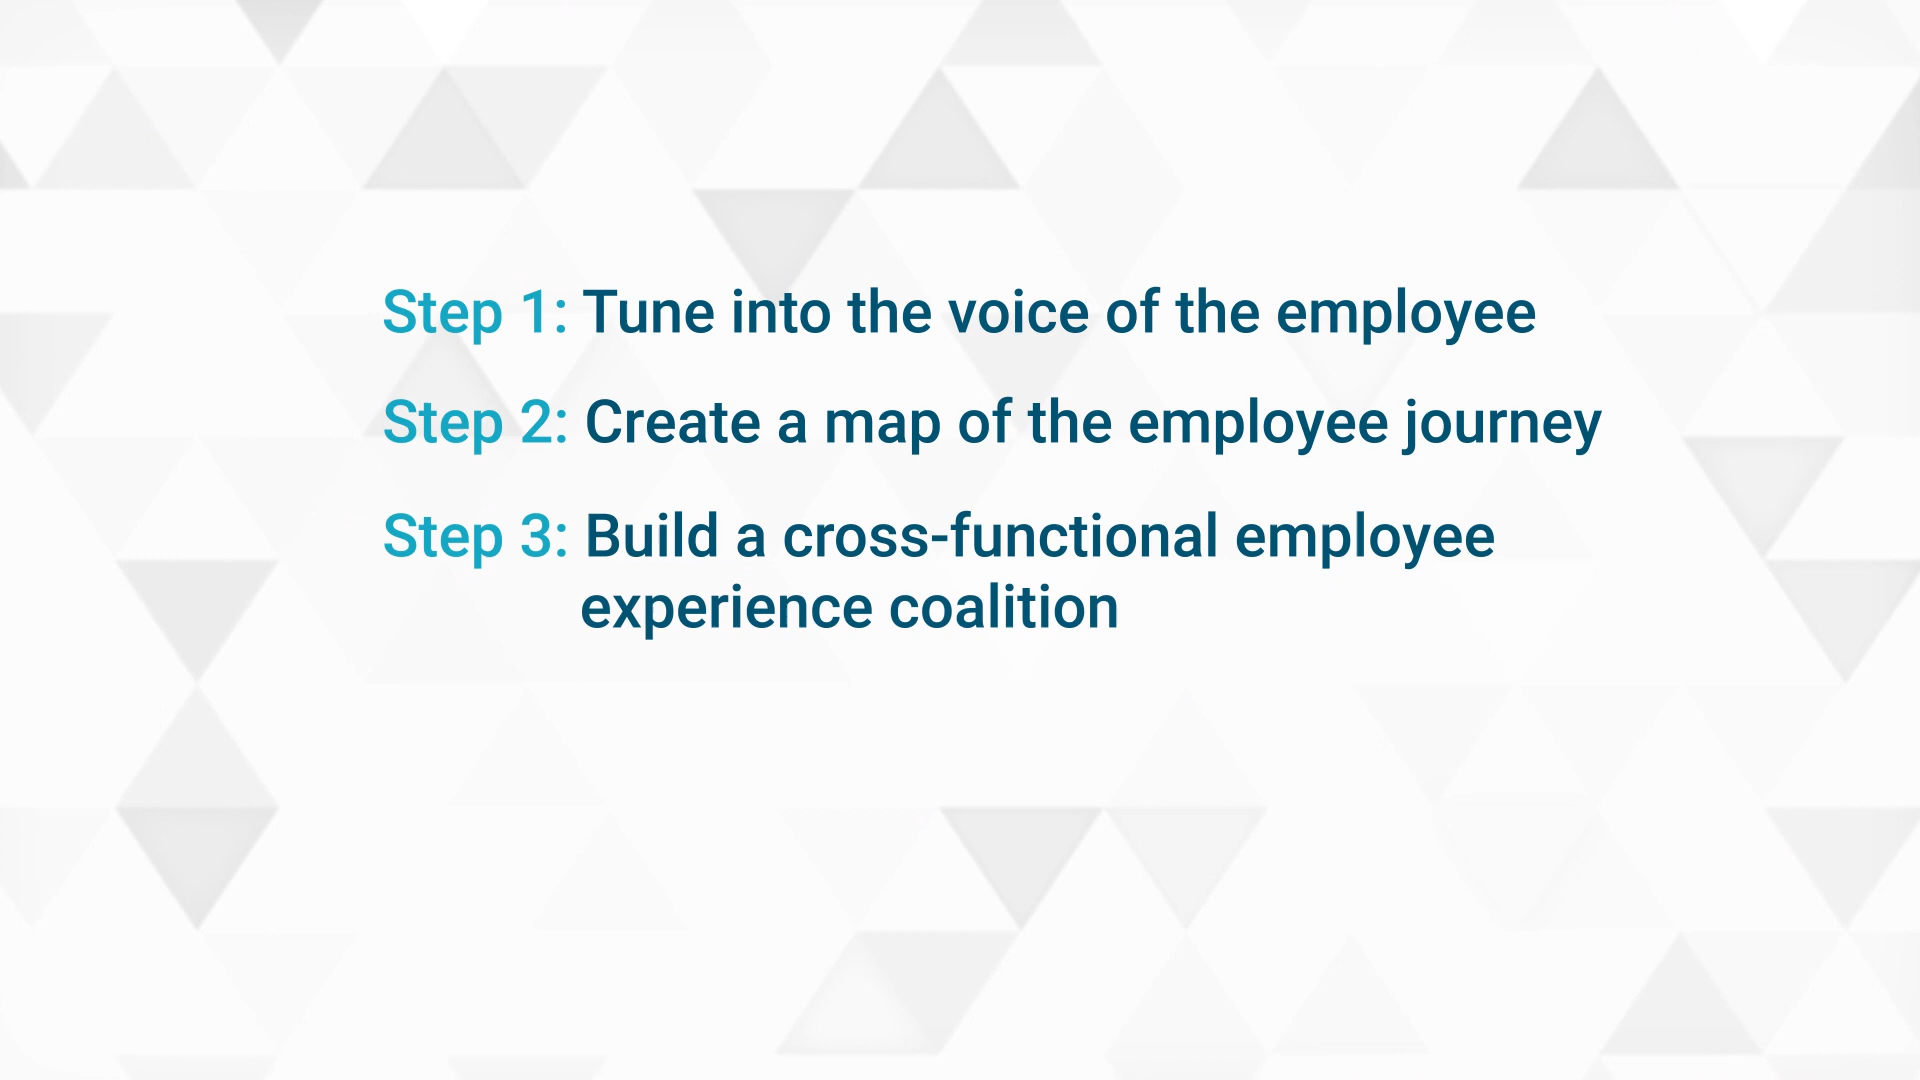 Step 1: Tune into the voice of the employee
Step 2: Create a map of the employee journey
Step 3: Build a cross-functional employee
experience coalition